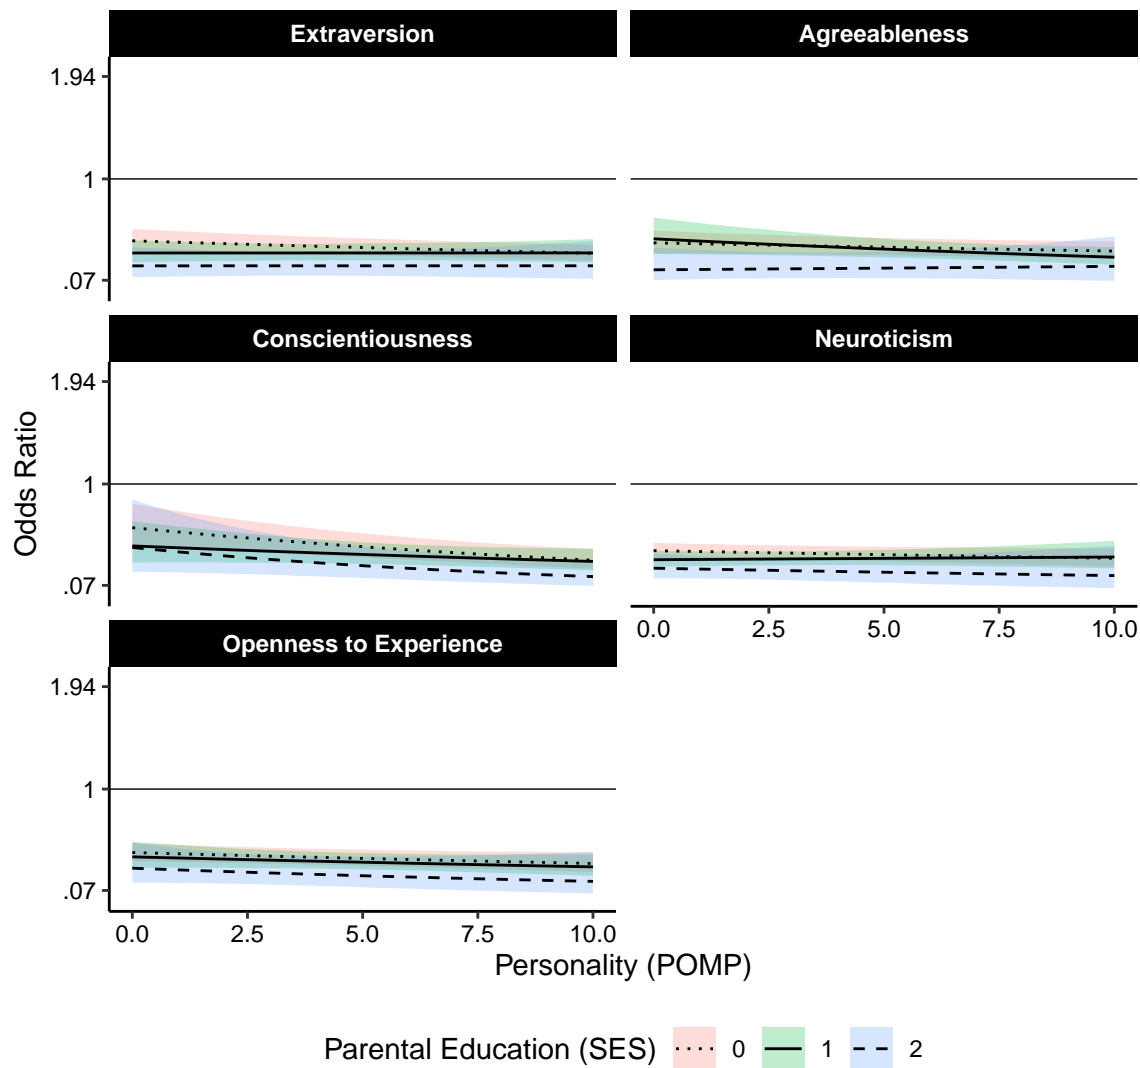 Extraversion
Agreeableness
1.94
1
.07
Conscientiousness
Neuroticism
1.94
1
.07
0.0 2.5 5.0 7.5 10.0
Openness to Experience
1.94
1
.07
0.0 2.5 5.0 7.5 10.0
Odds Ratio
Personality (POMP)
Parental Education (SES) 0 1 2